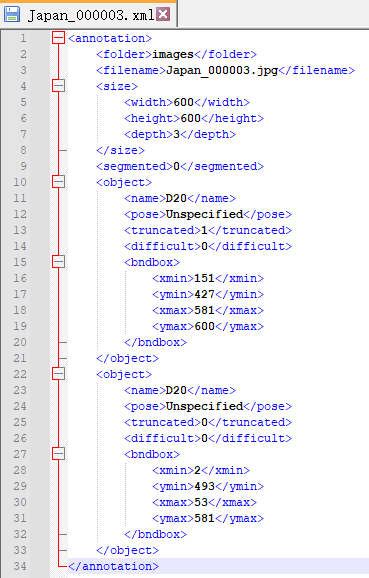 Japan_000003.xml
1 <annotation>
2 <folder>images</folder>
3 <filename>Japan_000003.jpg</filename>
4 <size>
5 <width>600</width>
6 <height>600</height>
7 <depth>3</depth>
8 </size>
9 <segmented>0</segmented>
10 <object>
11 <name>D20</name>
12 <pose>Unspecified</pose>
13 <truncated>1</truncated>
14 <difficult>0</difficult>
15 <bndbox>
16 <xmin>151</xmin>
17 <ymin>427</ymin>
18 <xmax>581</xmax>
19 <ymax>600</ymax>
20 </bndbox>
21 </object>
22 <object>
23 <name>D20</name>
24 <pose>Unspecified</pose>
25 <truncated>0</truncated>
26 <difficult>0</difficult>
27 <bndbox>
28 <xmin>2</xmin>
29 <ymin>493</ymin>
30 <xmax>53</xmax>
31 <ymax>581</ymax>
32 </bndbox>
33 </object>
34 </annotation>